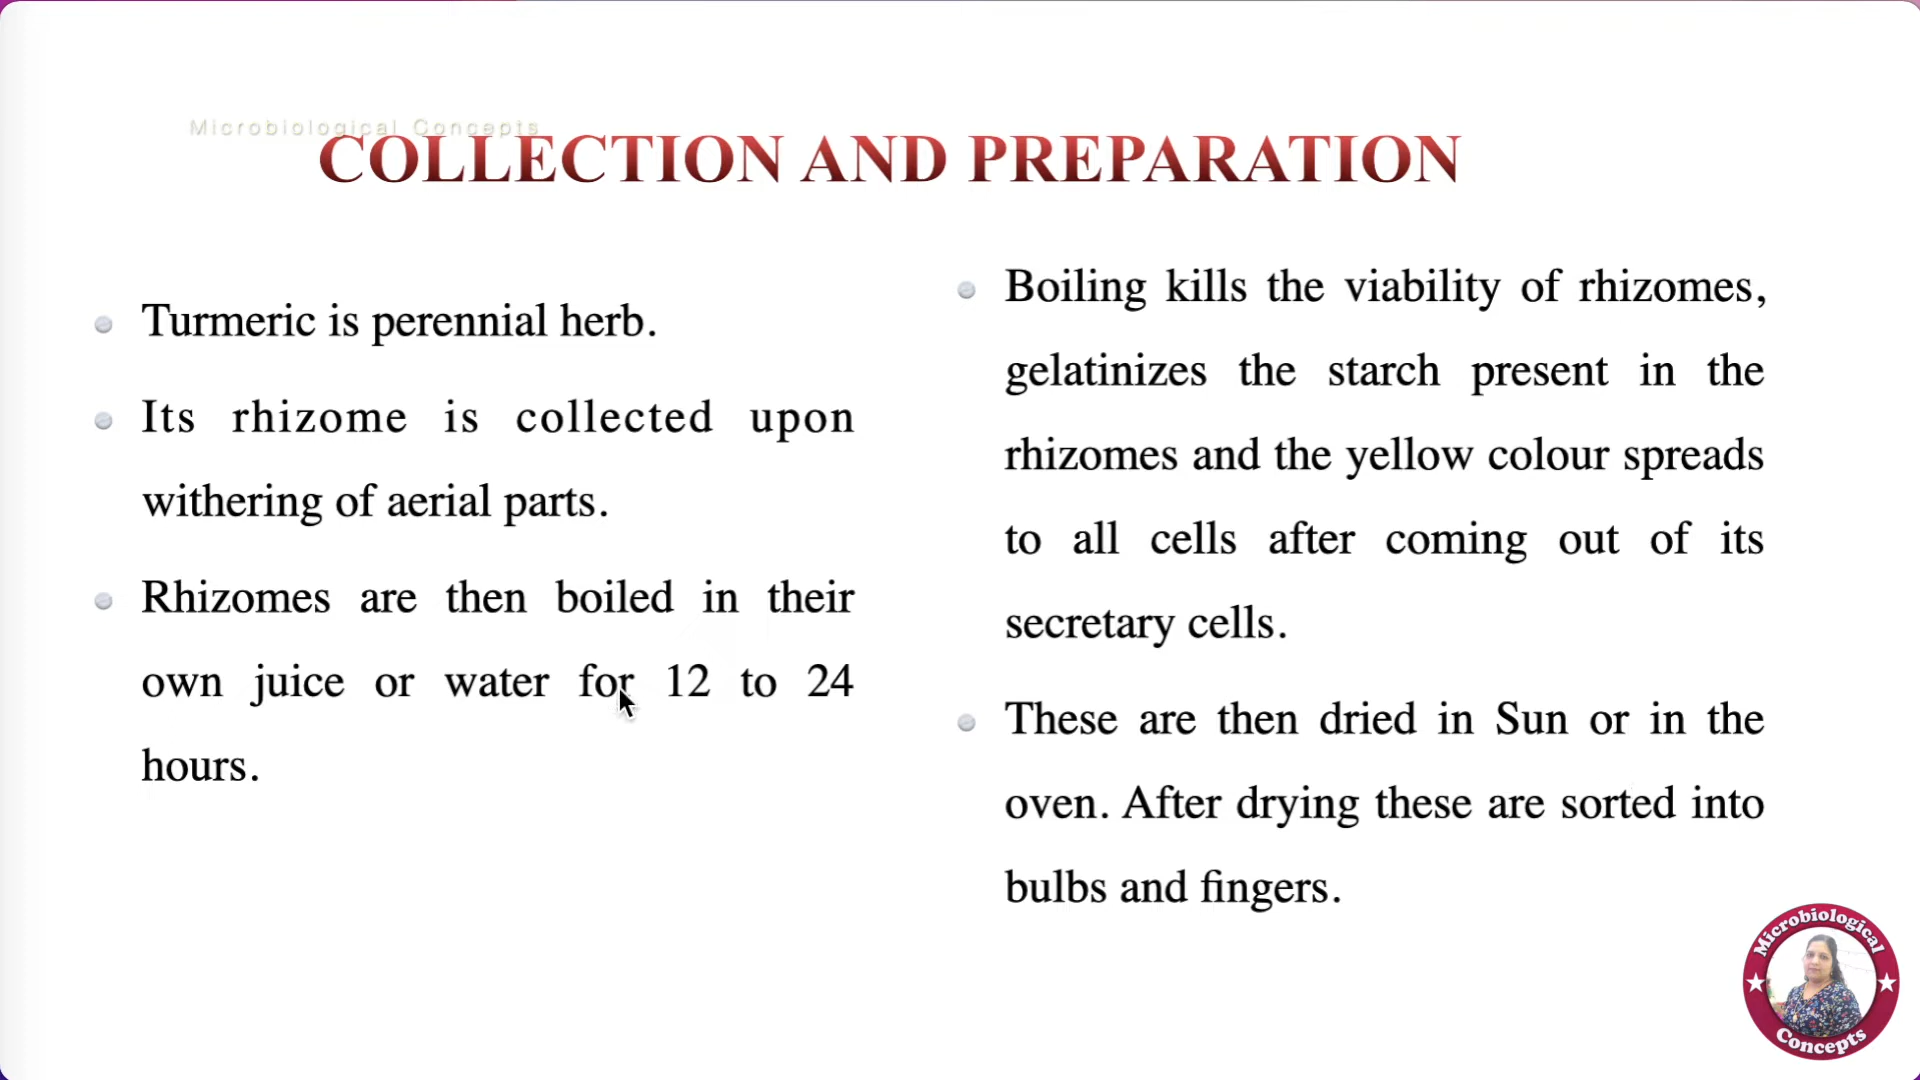 Microbiological Concepts
COLLECTION AND PREPARATION
Turmeric is perennial herb.
Its rhizome is collected upon
withering of aerial parts.
Rhizomes are then boiled in their
own juice or water for 12 to 24
hours.
Boiling kills the viability of rhizomes,
gelatinizes the starch present in the
rhizomes and the yellow colour spreads
to all cells after coming out of its
secretary cells.
These are then dried in Sun or in the
oven. After drying these are sorted into
bulbs and fingers.
Microbiological
Concepts